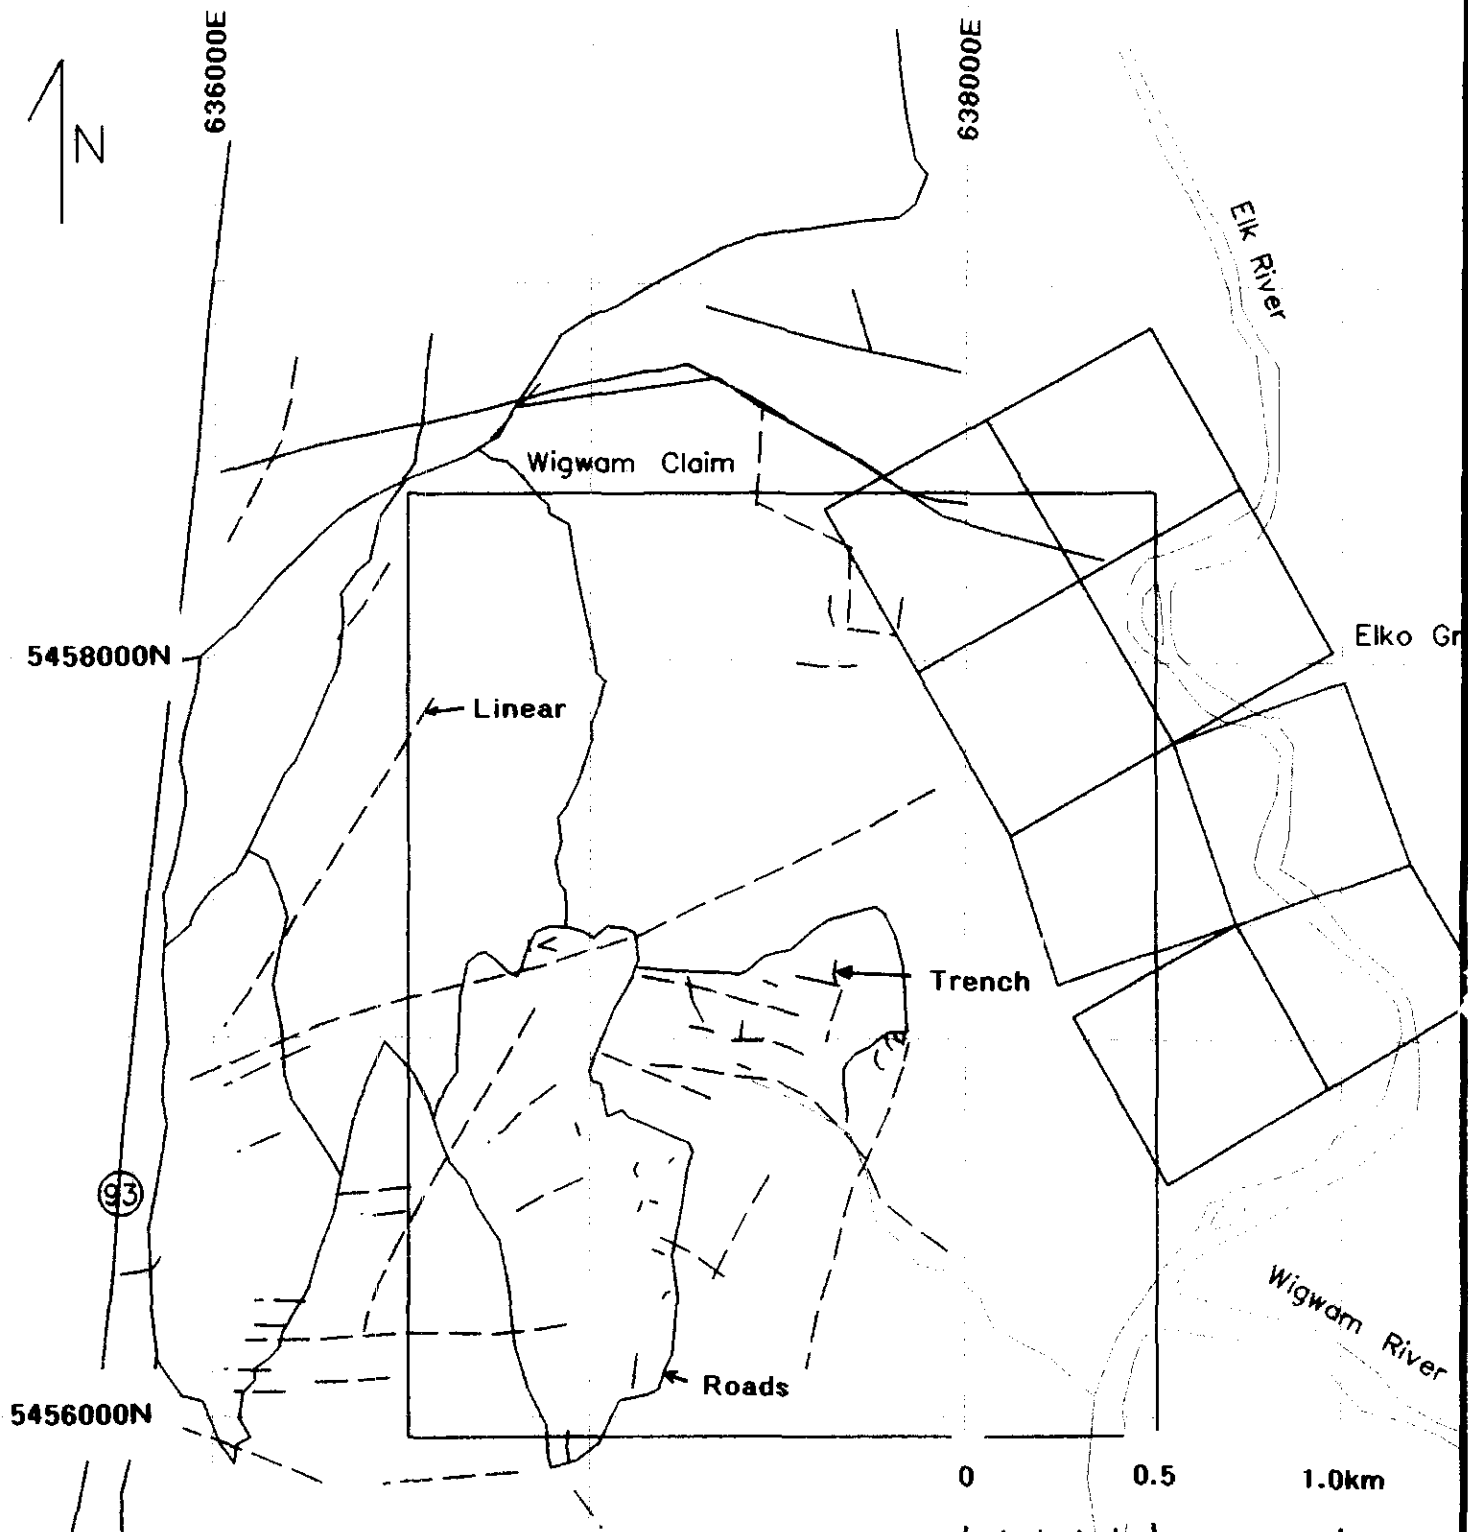 636000E
638000E
N
Elk River
Wigwam Claim
5458000N
Elko Gr
Linear
Trench
93
Wigwam River
Roads
5456000N
0 0.5 1.0km